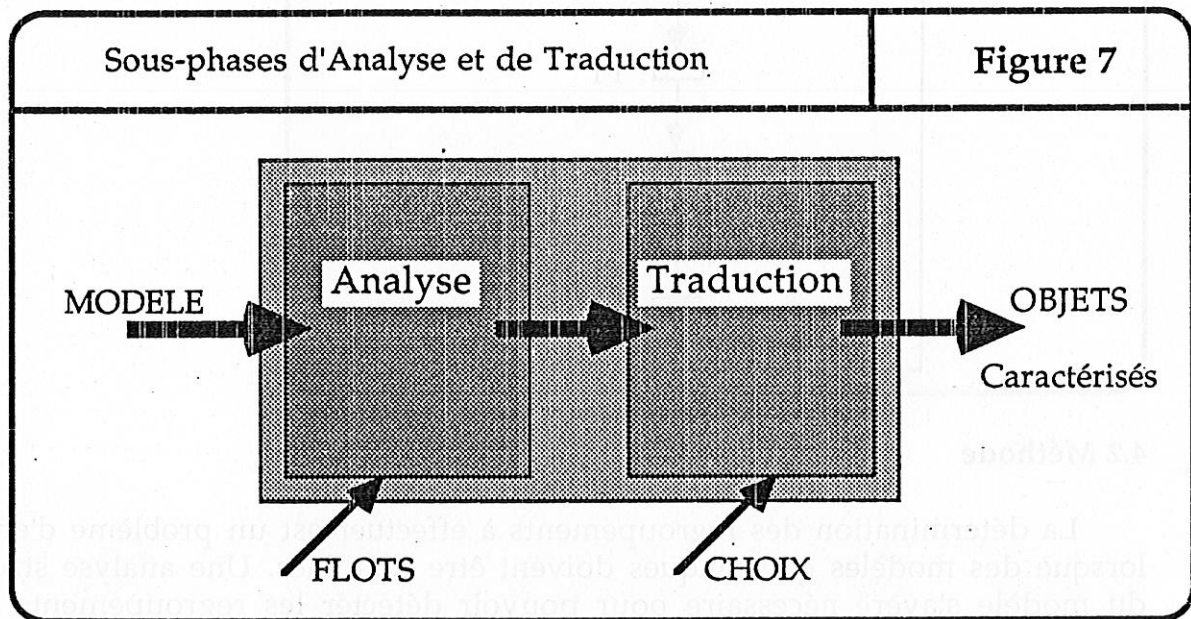 Sous-phases d'Analyse et de Traduction
Figure 7
MODELE
Analyse
Traduction
OBJETS
Caractérisés
FLOTS
CHOIX
4.2 Méthode
La détermination des regroupements à effectuer est un problème
lorsque des modèles doivent être Une analyse
du modèle s'avère nécessaire pour pouvoir détecter les regroupements